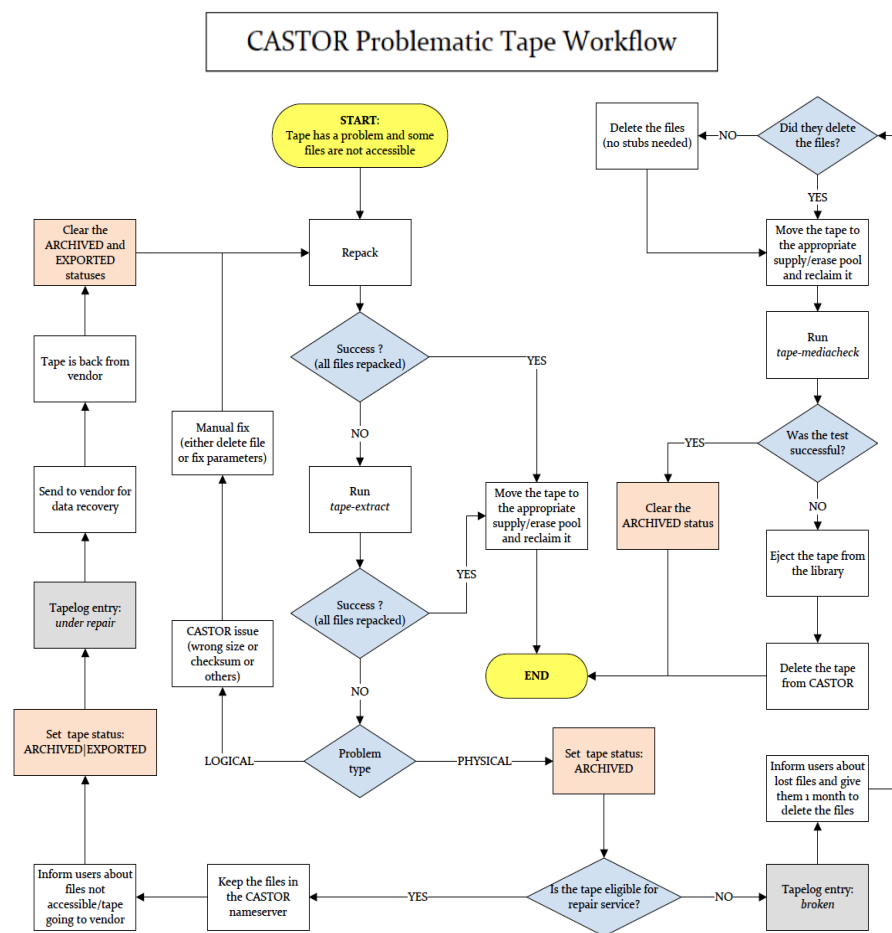 CASTOR Problematic Tape Workflow
START:
Tape has a problem and some
files are not accessible
Delete the files
(no stubs needed)
NO
Did they delete
the files?
YES
Clear the
ARCHIVED and
EXPORTED
statuses
Repack
Move the tape to
the appropriate
supply/erase pool
and reclaim it
Tape is back from
vendor
Success ?
(all files repacked)
YES
Run
tape-mediacheck
NO
Manual fix
(either delete file
or fix parameters)
YES
Was the test
successful?
Send to vendor for
data recovery
Run
tape-extract
Move the tape to
the appropriate
supply/erase pool
and reclaim it
Clear the
ARCHIVED status
NO
Eject the tape from
the library
YES
Tapelog entry:
under repair
CASTOR issue
(wrong size or
checksum or
others)
Success ?
(all files repacked)
END
Delete the tape
from CASTOR
NO
Set tape status:
ARCHIVED|EXPORTED
LOGICAL
Problem
type
PHYSICAL
Set tape status:
ARCHIVED
Inform users about
lost files and give
them 1 month to
delete the files
Inform users about
files not
accessible/tape
going to vendor
Keep the files in
the CASTOR
nameserver
YES
Is the tape eligible for
repair service?
NO
Tapelog entry:
broken